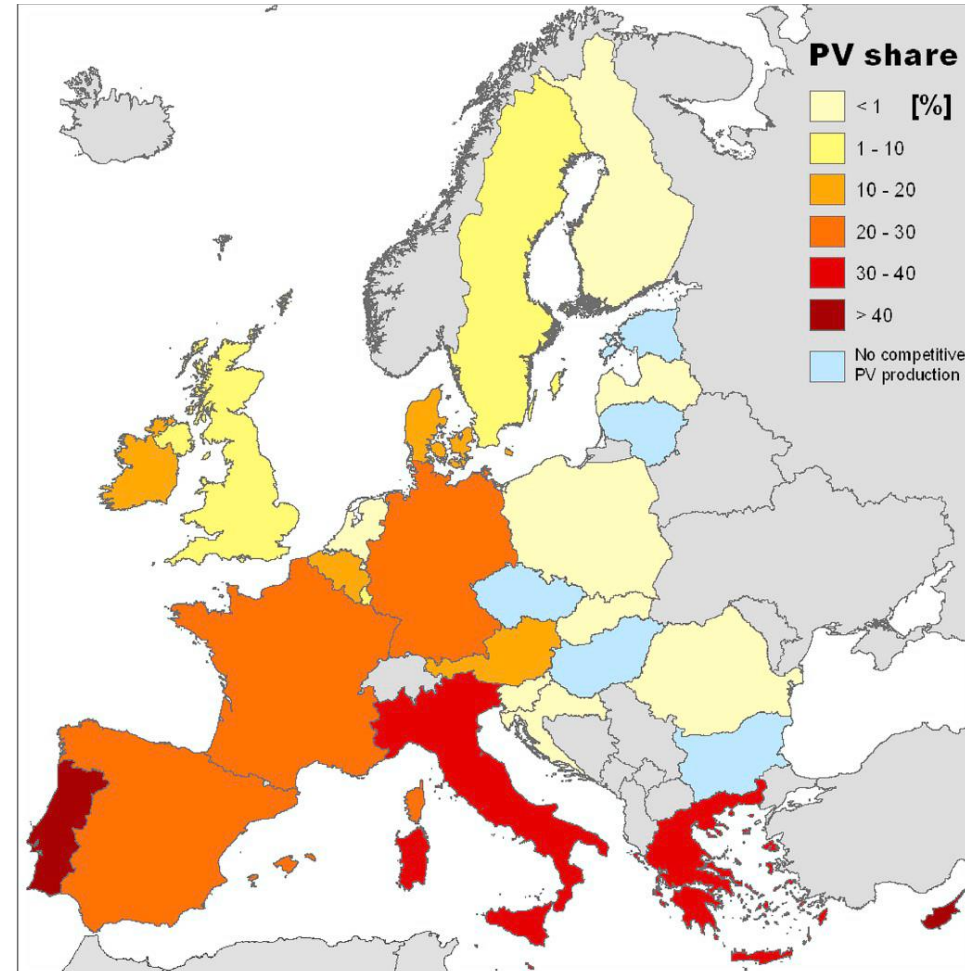 PV share
< 1 [%]
1 - 10
10 - 20
20 - 30
30 - 40
> 40
No competitive
PV production